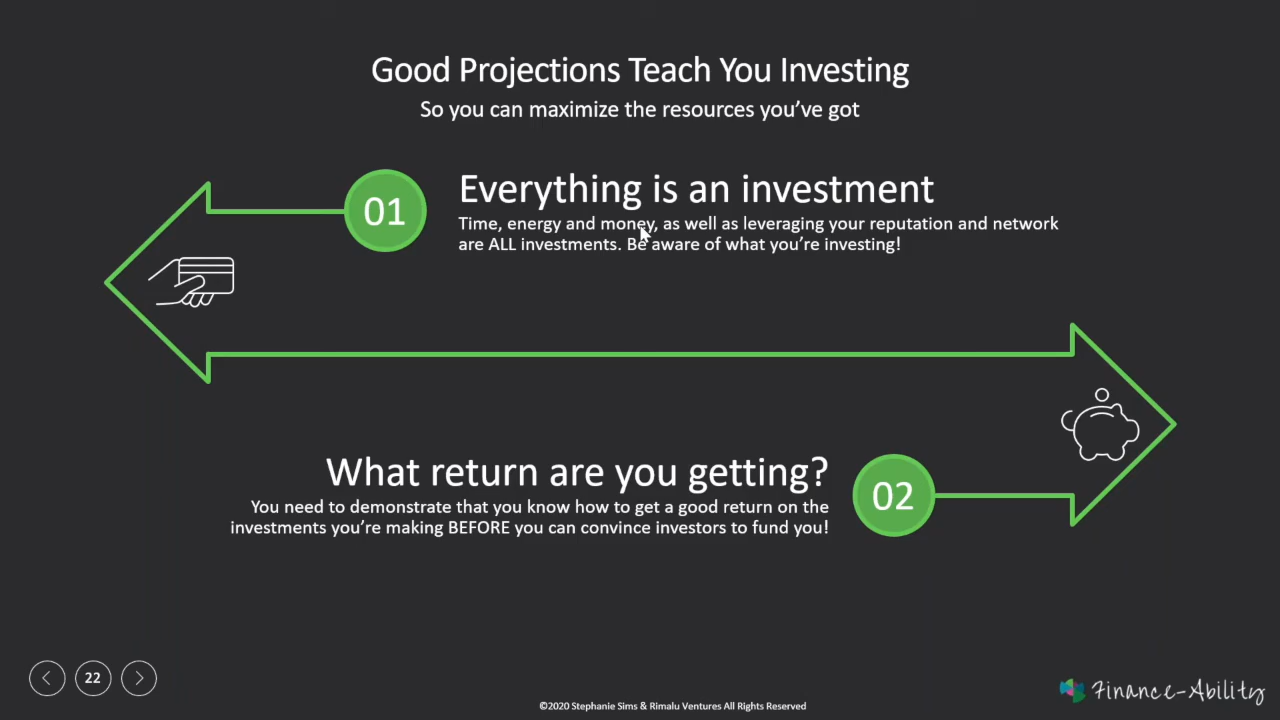 Good Projections Teach You Investing
So you can maximize the resources you've got
01
Everything is an investment
Time, energy and money, as well as leveraging your reputation and network
are ALL investments. Be aware of what you're investing!
What return are you getting?
You need to demonstrate that you know how to get a good return on the
investments you're making BEFORE you can convince investors to fund you!
02
22
©2020 Stephanie Sims & Rimalu Ventures All Rights Reserved
Finance-Ability